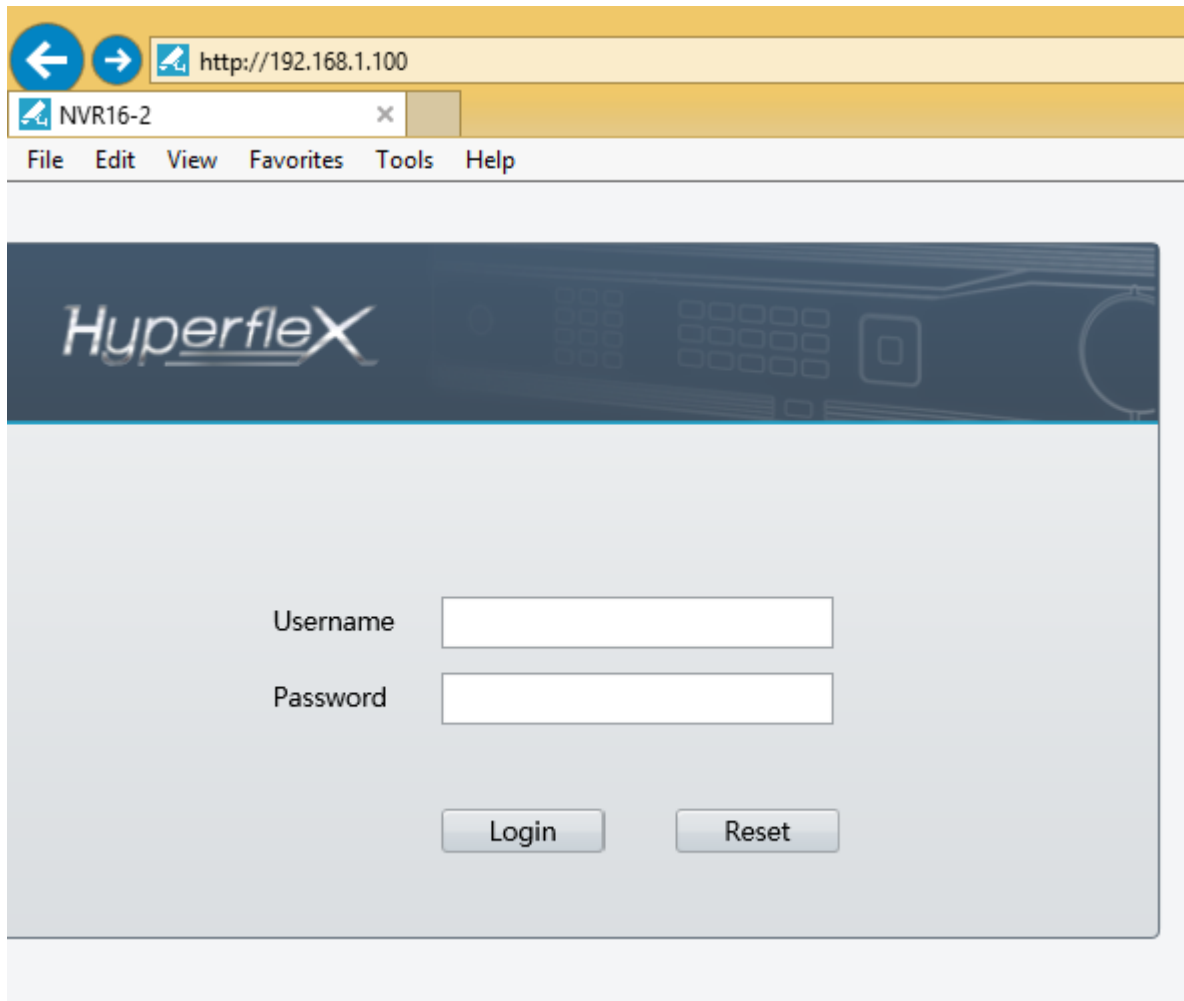 http://192.168.1.100
NVR16-2
File Edit View Favorites Tools Help
HyperfleX
Username
Password
Login Reset